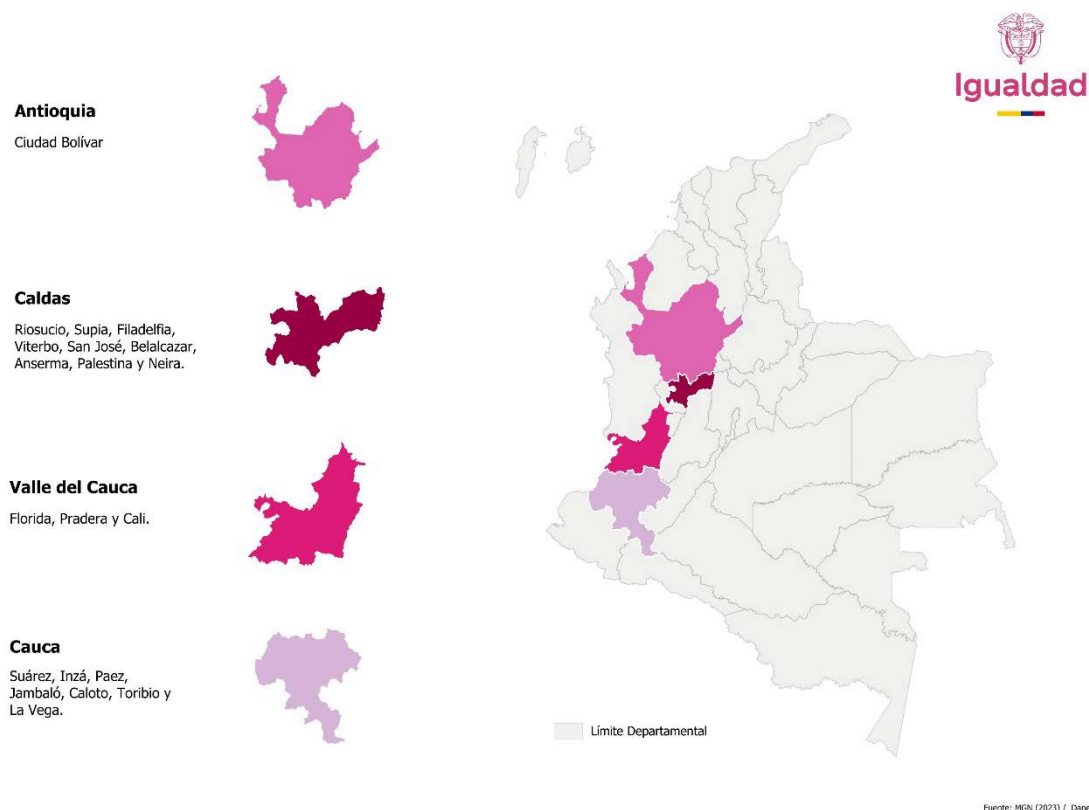 Igualdad
Antioquia
Ciudad Bolívar
Caldas
Riosucio, Supia, Filadelfia,
Viterbo, San José, Belalcazar,
Anserma, Palestina y Neira.
Valle del Cauca
Florida, Pradera y Cali.
Cauca
Suárez, Inzá, Paez,
Jambaló, Caloto, Toribio y
La Vega.
Límite Departamental
Fuente: MGN (2023) / Dane